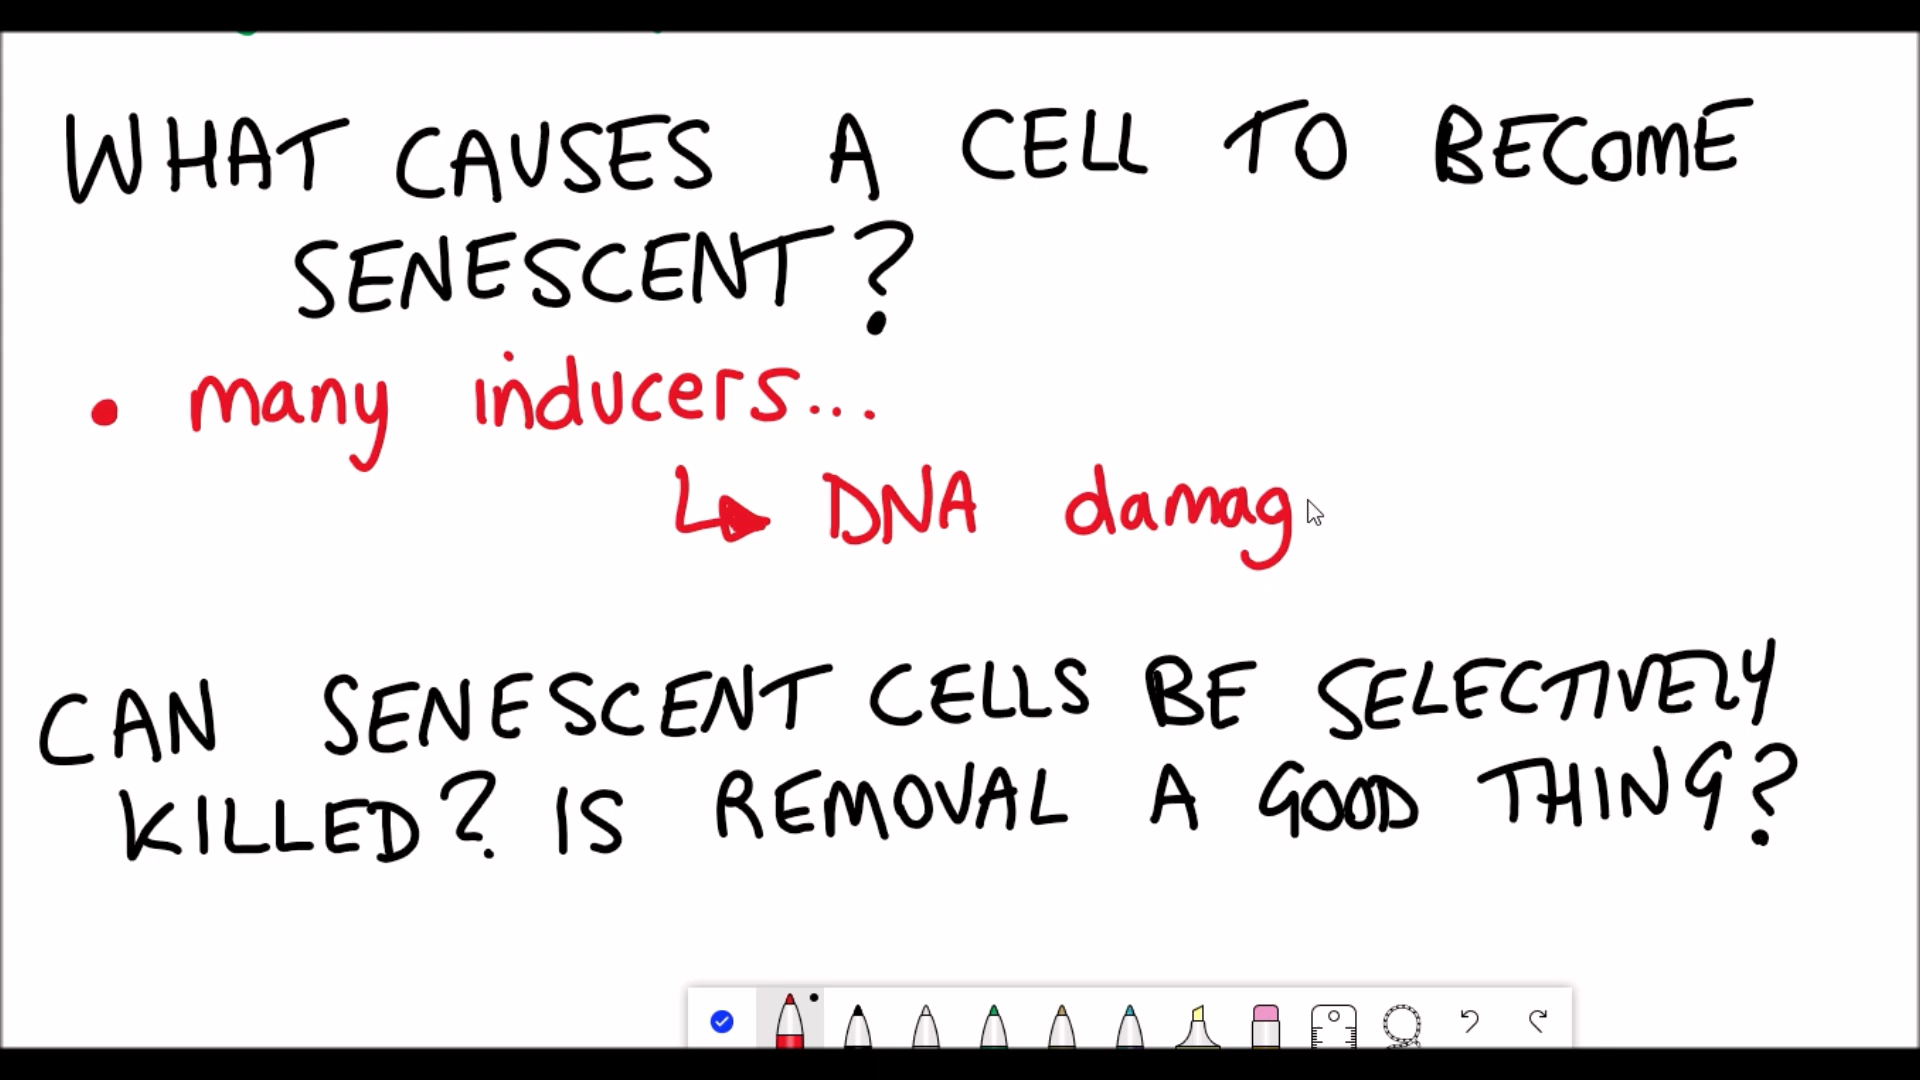 WHAT CAUSES A CELL TO BECOME
SENESCENT?
• many inducers...
↳ DNA damag
CAN SENESCENT CELLS BE SELECTIVELY
KILLED? IS REMOVAL A GOOD THING?